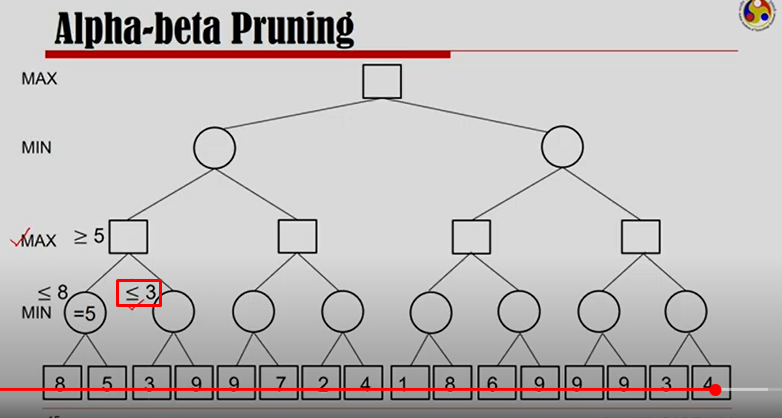 Alpha-beta Pruning
MAX
MIN
MAX ≥ 5
≤ 8 ≤ 3
MIN =5
8 5 3 9 9 7 2 4 1 8 6 9 9 9 3 4